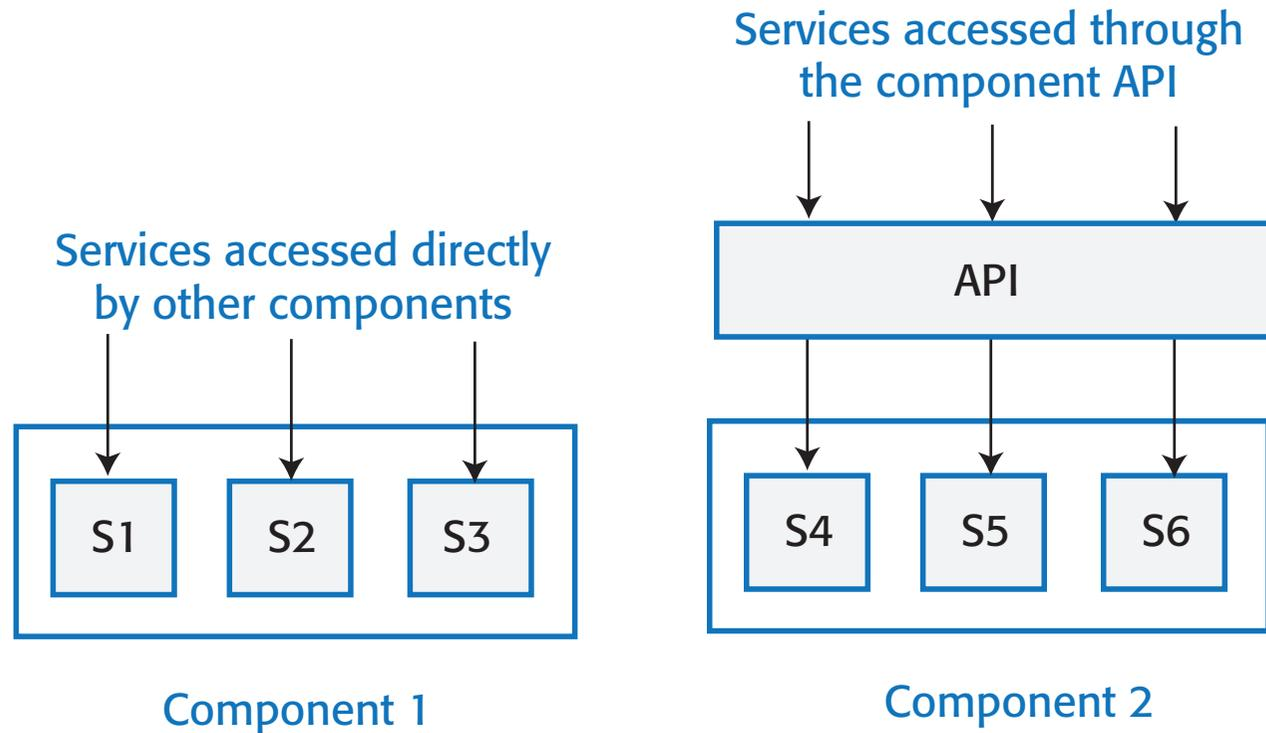 Services accessed through
the component API
Services accessed directly
by other components
API
S1
S2
S3
S4
S5
S6
Component 1
Component 2